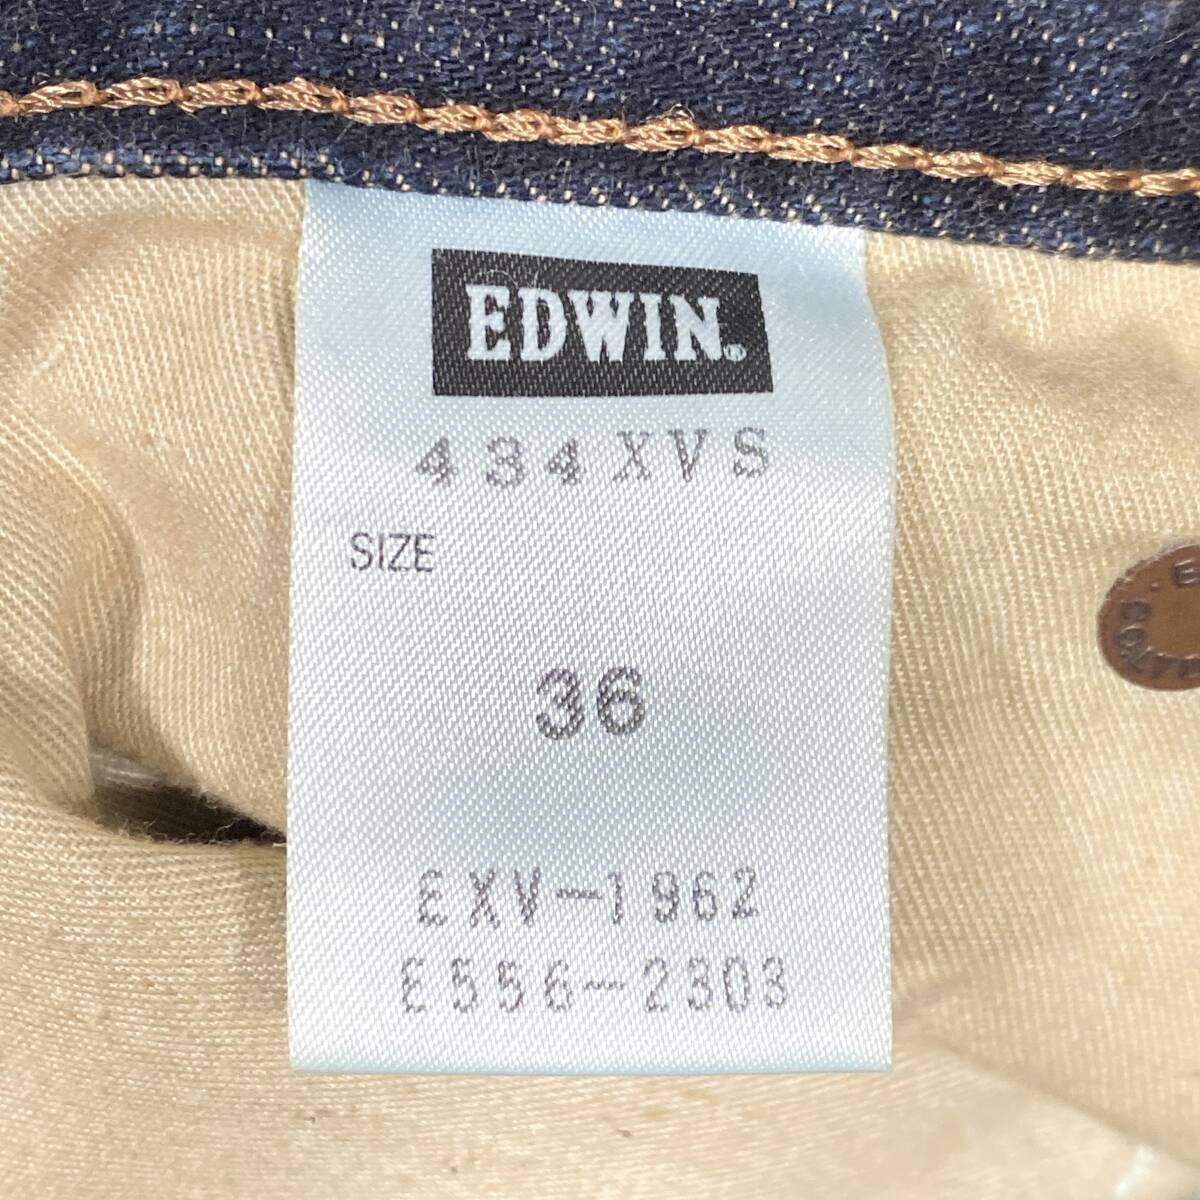 EDWIN®
434XVS
SIZE
36
EXV-1962
E556-2303